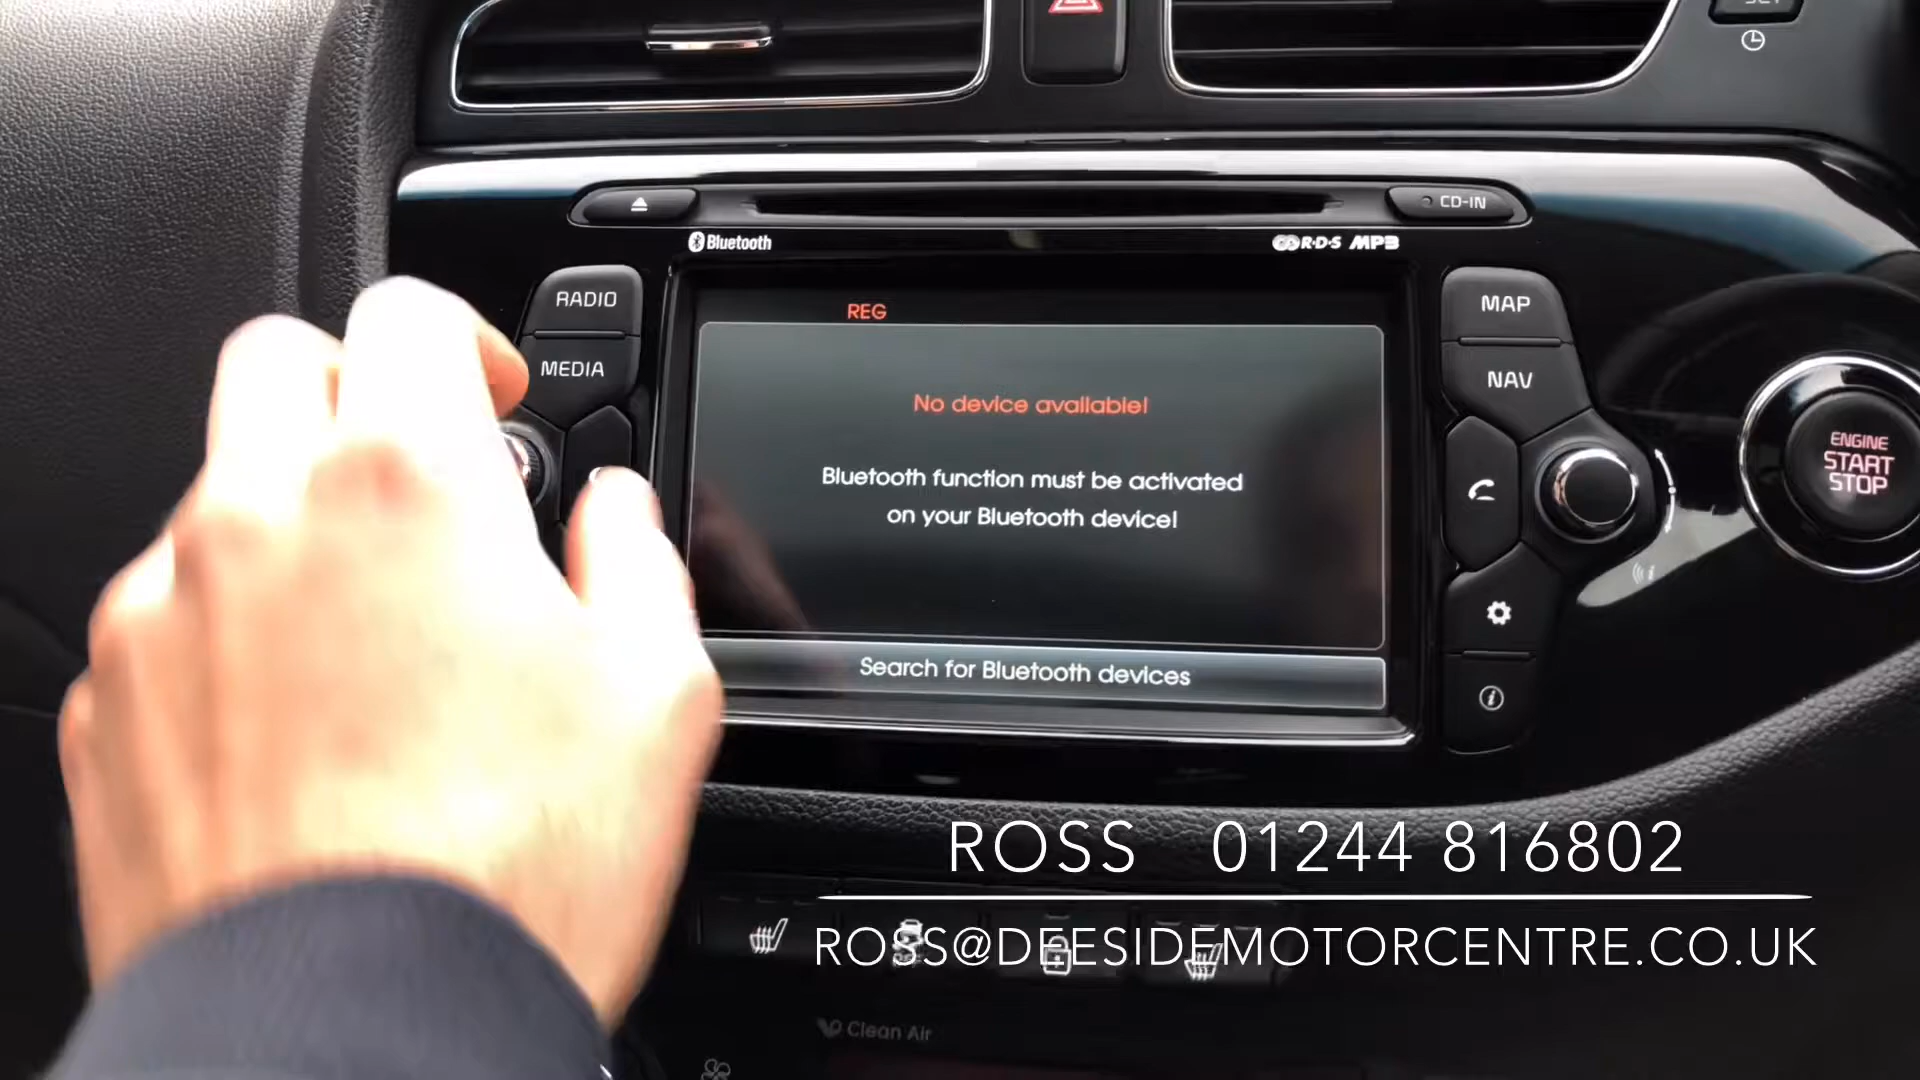 SET
CD-IN
Bluetooth
R·D·S MP3
RADIO
MAP
REG
MEDIA
NAV
No device available!
ENGINE
START
STOP
Bluetooth function must be activated
on your Bluetooth device!
Search for Bluetooth devices
ROSS 01244 816802
ROSS@DEESIDEMOTORCENTRE.CO.UK
Clean Air